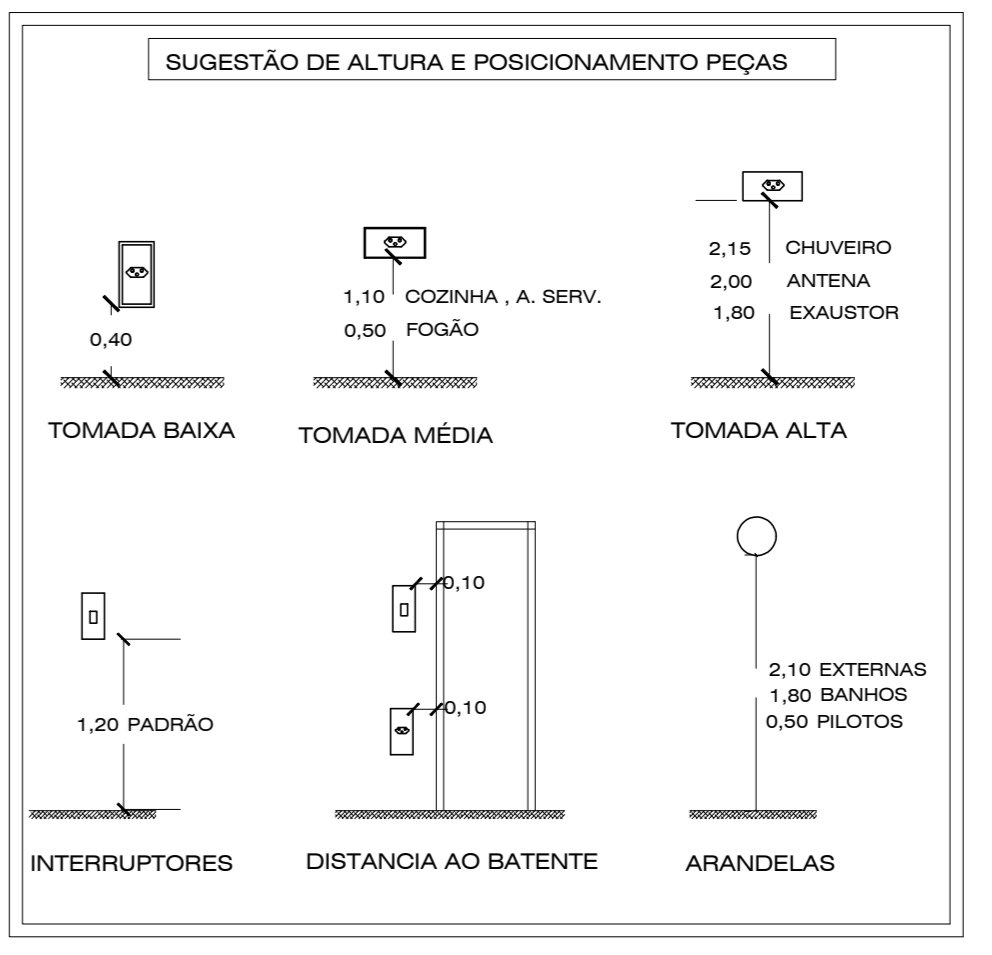 SUGESTÃO DE ALTURA E POSICIONAMENTO PEÇAS
0,40
TOMADA BAIXA
1,10 COZINHA , A. SERV.
0,50 FOGÃO
TOMADA MÉDIA
2,15 CHUVEIRO
2,00 ANTENA
1,80 EXAUSTOR
TOMADA ALTA
1,20 PADRÃO
INTERRUPTORES
0,10
0,10
DISTANCIA AO BATENTE
2,10 EXTERNAS
1,80 BANHOS
0,50 PILOTOS
ARANDELAS